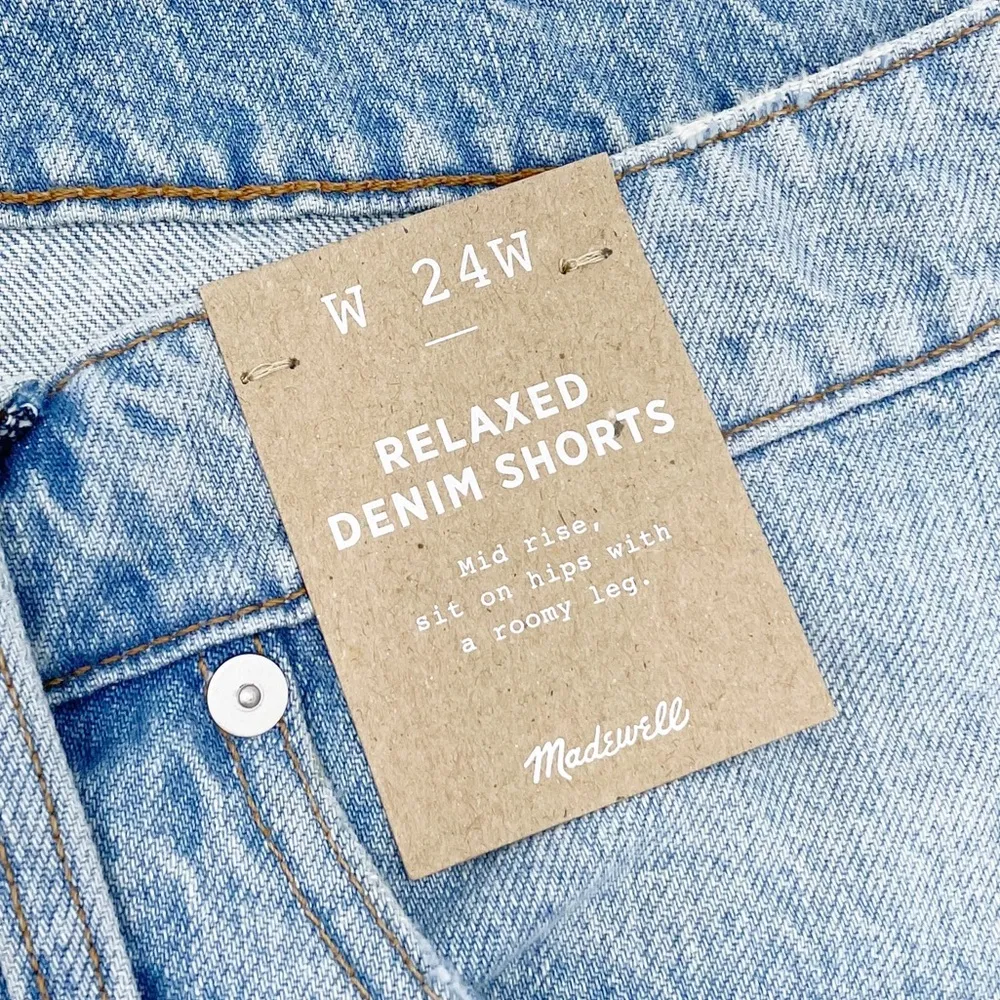 W 24W
RELAXED
DENIM SHORTS
Mid rise,
sit on hips with
a roomy leg.
Madewell